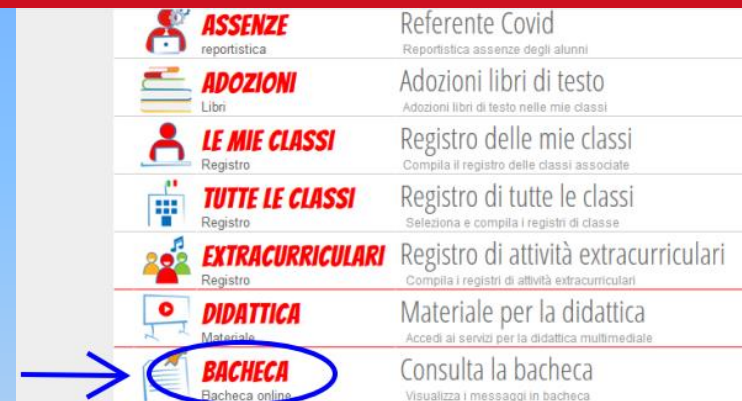 ASSENZE Referente Covid
reportistica Reportistica assenze degli alunni
ADOZIONI Adozioni libri di testo
Libri Adozioni libri di testo nelle mie classi
LE MIE CLASSI Registro delle mie classi
Registro Compila il registro delle classi associate
TUTTE LE CLASSI Registro di tutte le classi
Registro Seleziona e compila i registri di classe
EXTRACURRICULARI Registro di attività extracurriculari
Registro Compila i registri di attività extracurriculari
DIDATTICA Materiale per la didattica
Materiale Accedi ai servizi per la didattica multimediale
BACHECA Consulta la bacheca
Bacheca online Visualizza i messaggi in bacheca